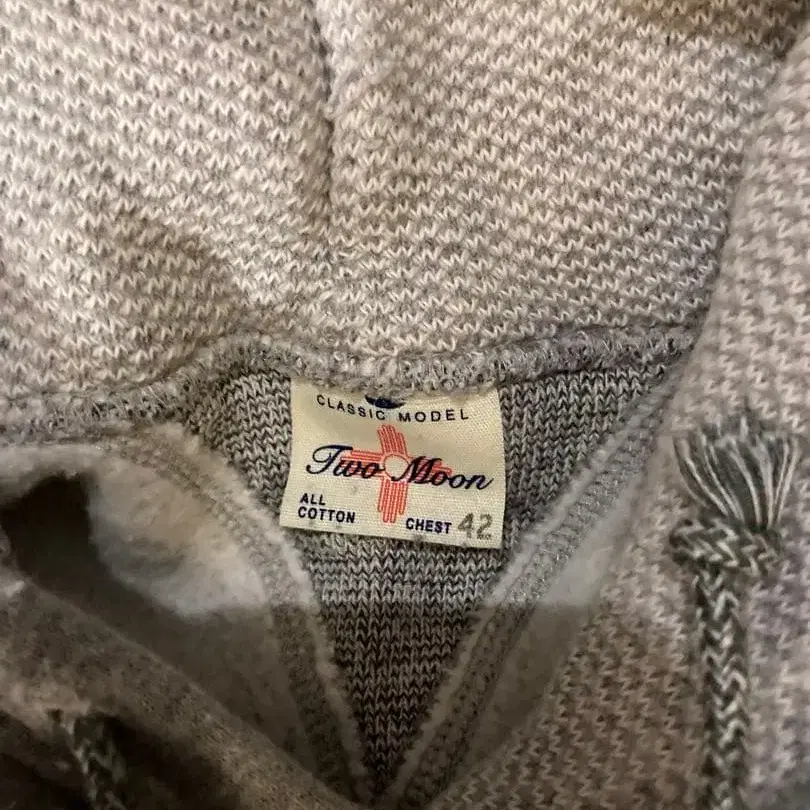 CLASSIC MODEL
Two Moon
ALL
COTTON
CHEST 42